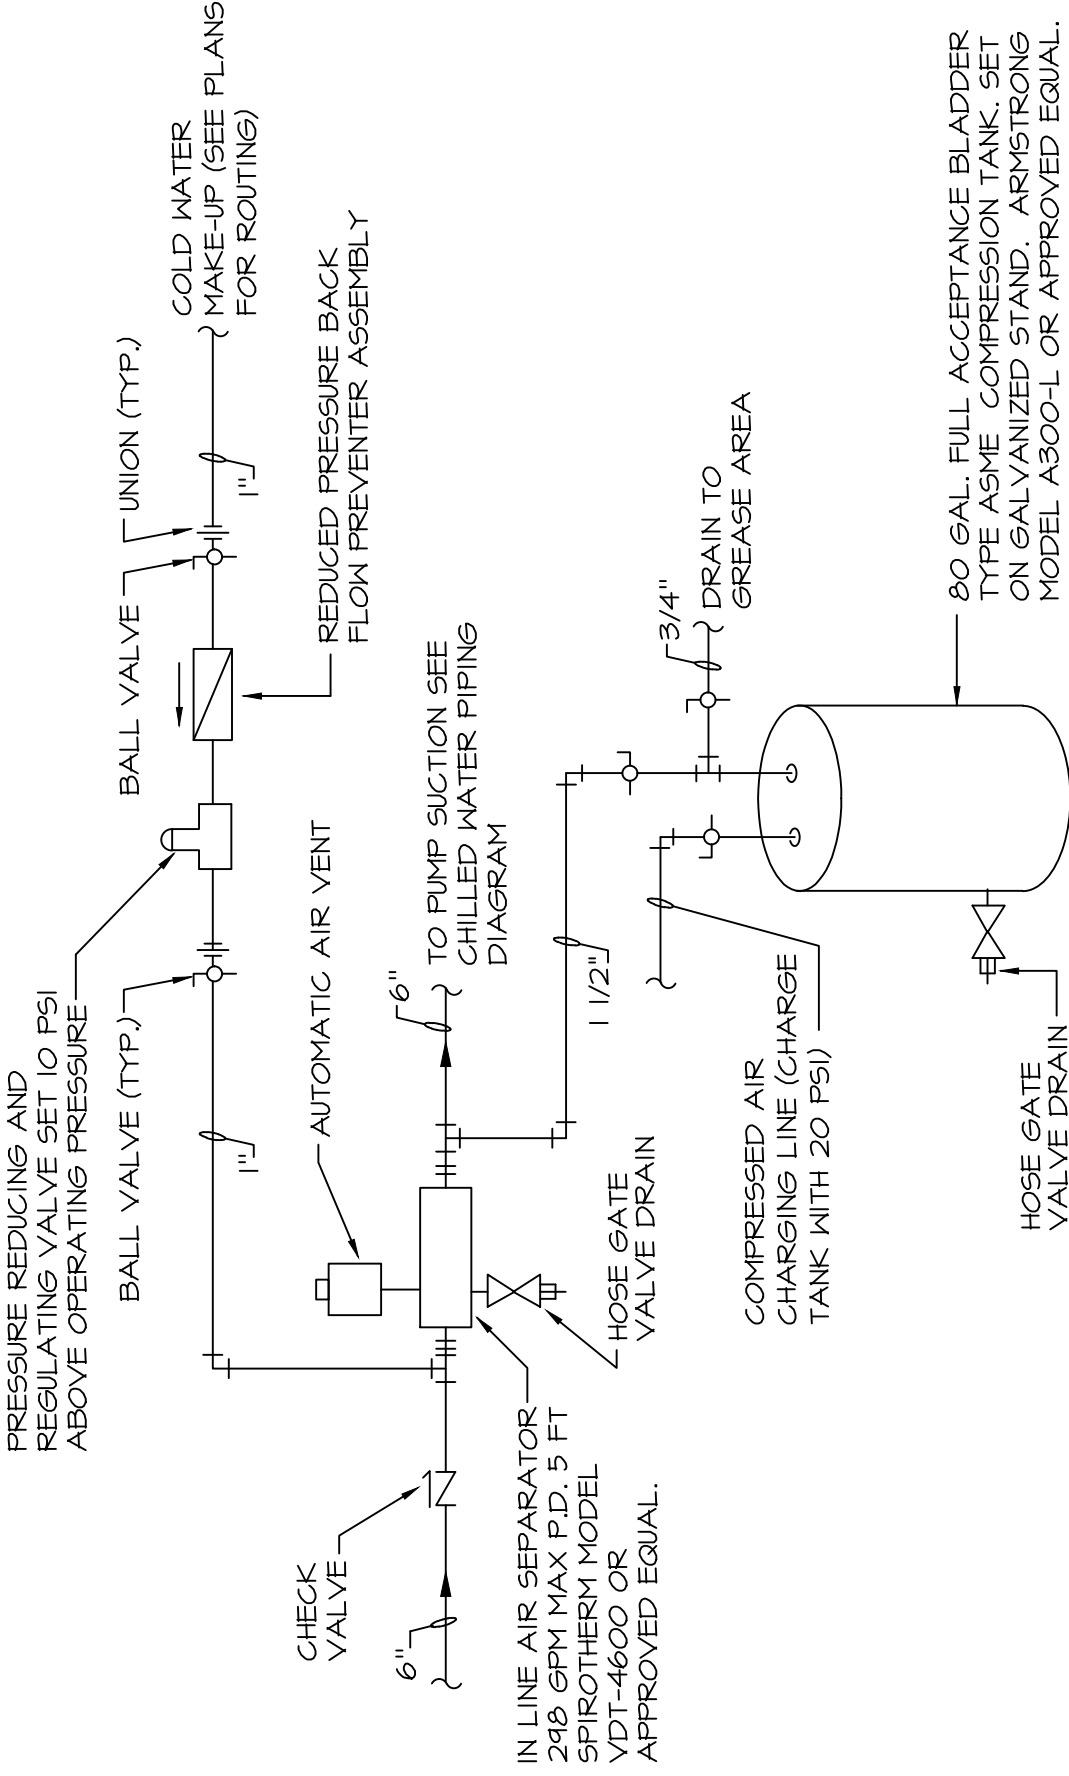 PRESSURE REDUCING AND
REGULATING VALVE SET 10 PSI
ABOVE OPERATING PRESSURE
BALL VALVE (TYP.)
BALL VALVE
UNION (TYP.)
COLD WATER
MAKE-UP (SEE PLANS
FOR ROUTING)
1"
1"
REDUCED PRESSURE BACK
FLOW PREVENTER ASSEMBLY
CHECK
VALVE
AUTOMATIC AIR VENT
6"
6"
TO PUMP SUCTION SEE
CHILLED WATER PIPING
DIAGRAM
IN LINE AIR SEPARATOR
298 GPM MAX P.D. 5 FT
SPIROTHERM MODEL
VDT-4600 OR
APPROVED EQUAL.
HOSE GATE
VALVE DRAIN
1 1/2"
3/4"
DRAIN TO
GREASE AREA
COMPRESSED AIR
CHARGING LINE (CHARGE
TANK WITH 20 PSI)
80 GAL. FULL ACCEPTANCE BLADDER
TYPE ASME COMPRESSION TANK. SET
ON GALVANIZED STAND. ARMSTRONG
MODEL A300-L OR APPROVED EQUAL.
HOSE GATE
VALVE DRAIN